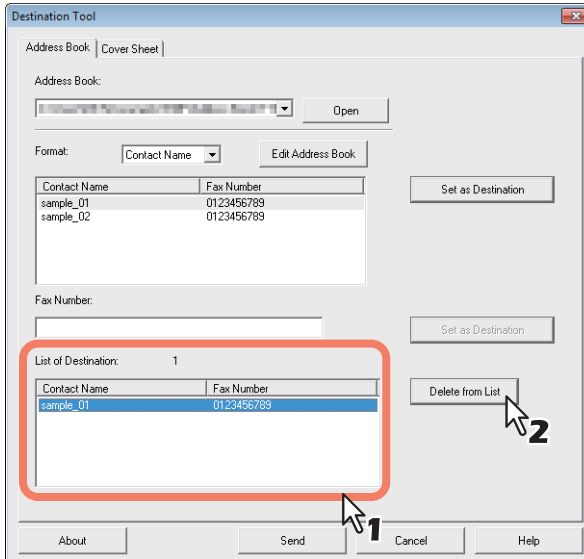 Destination Tool
Address Book Cover Sheet
Address Book:
Open
Format: Contact Name Edit Address Book
Contact Name Fax Number
Set as Destination
sample_01 0123456789
sample_02 0123456789
Fax Number:
Set as Destination
List of Destination: 1
Contact Name Fax Number
Delete from List
sample_01 0123456789
2
1
About Send Cancel Help